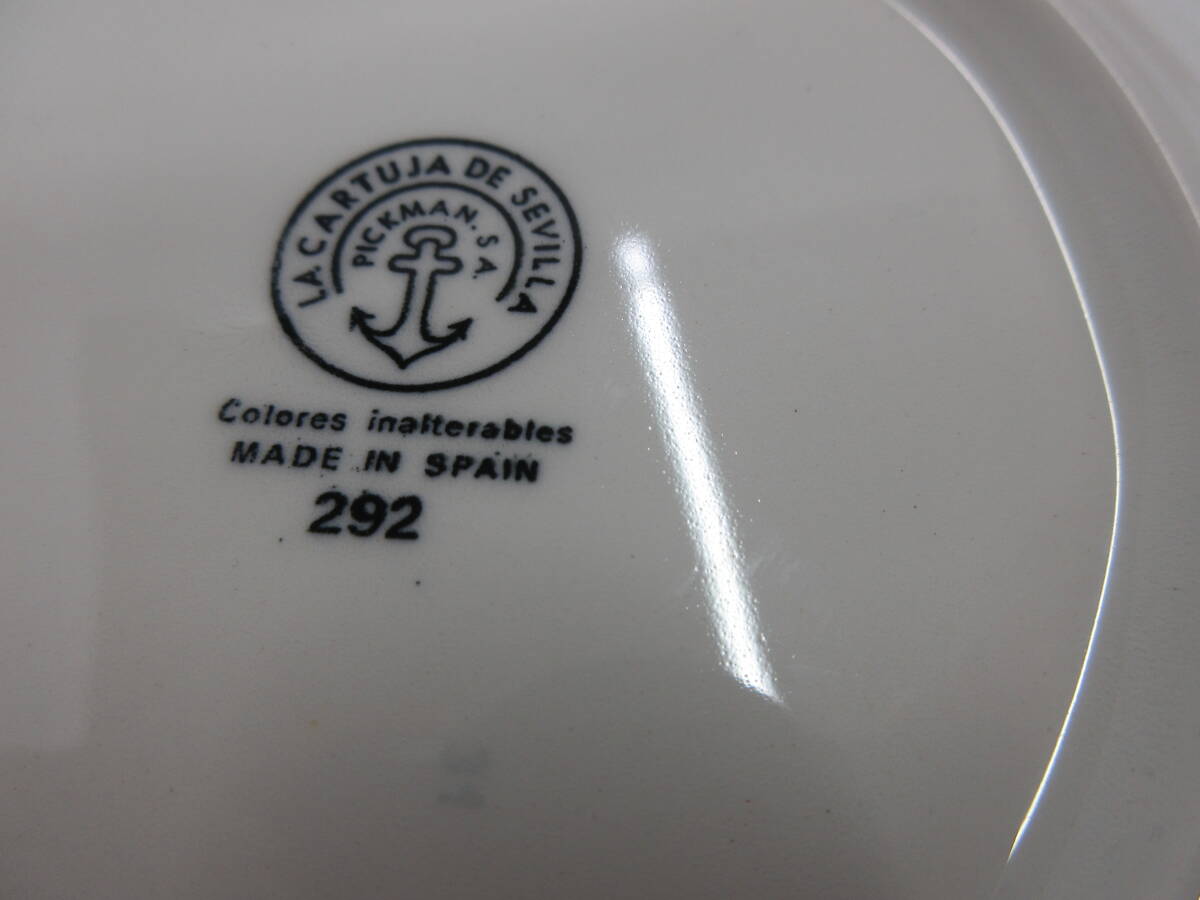 LA CARTUJA DE SEVILLA
PICKMAN. S.A.
Colores inalterables
MADE IN SPAIN
292